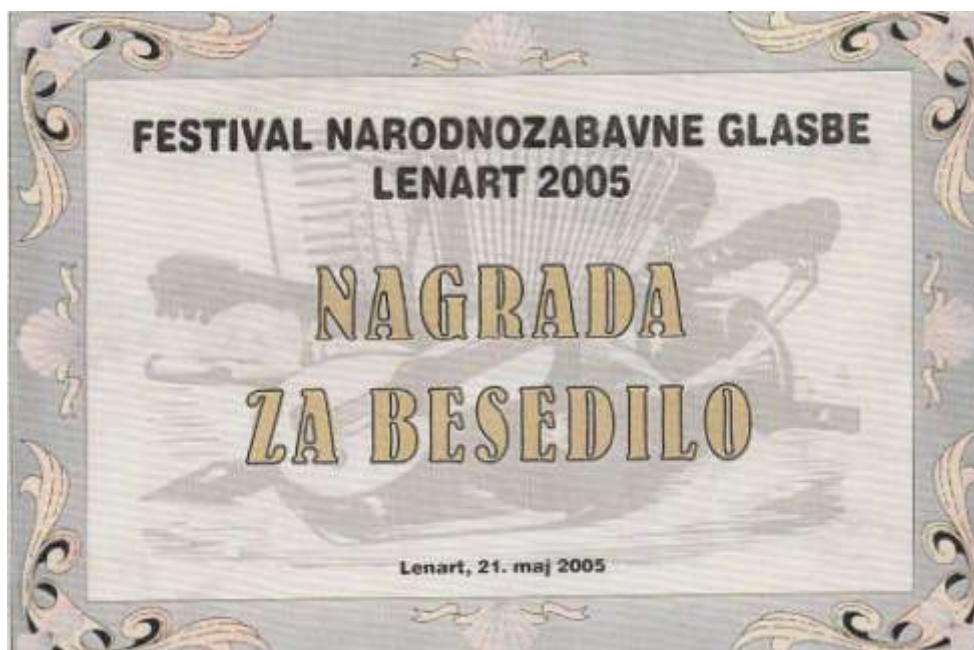 FESTIVAL NARODNOZABAVNE GLASBE
LENART 2005
NAGRADA
ZA BESEDILO
Lenart, 21. maj 2005